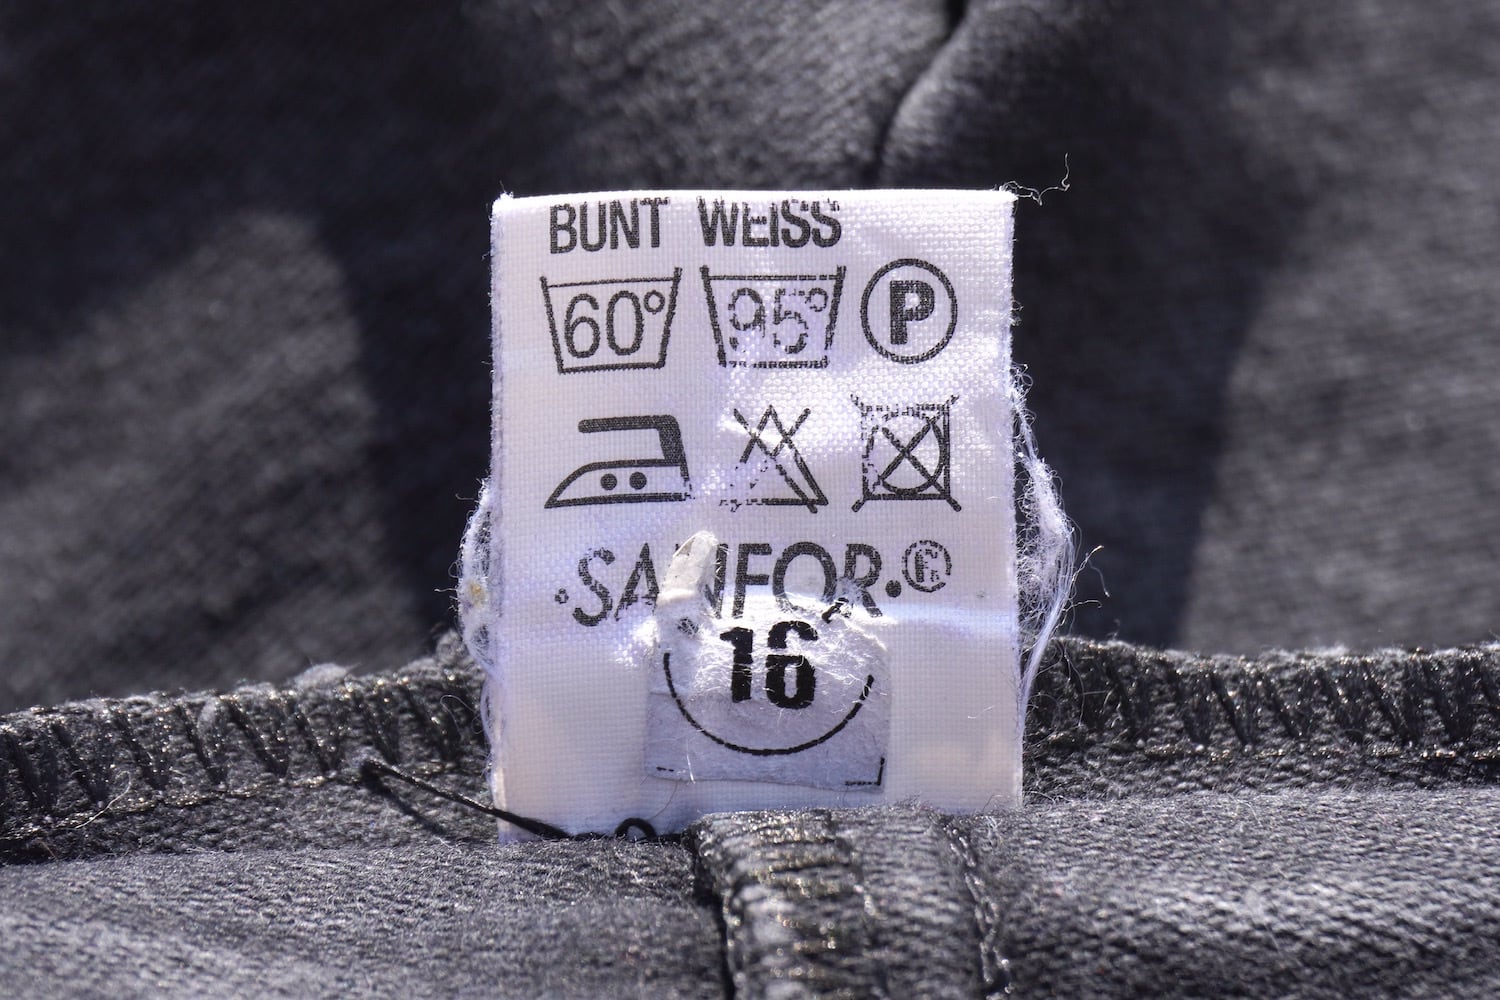 BUNT WEISS
60° 95° P
·SANFOR·®
16